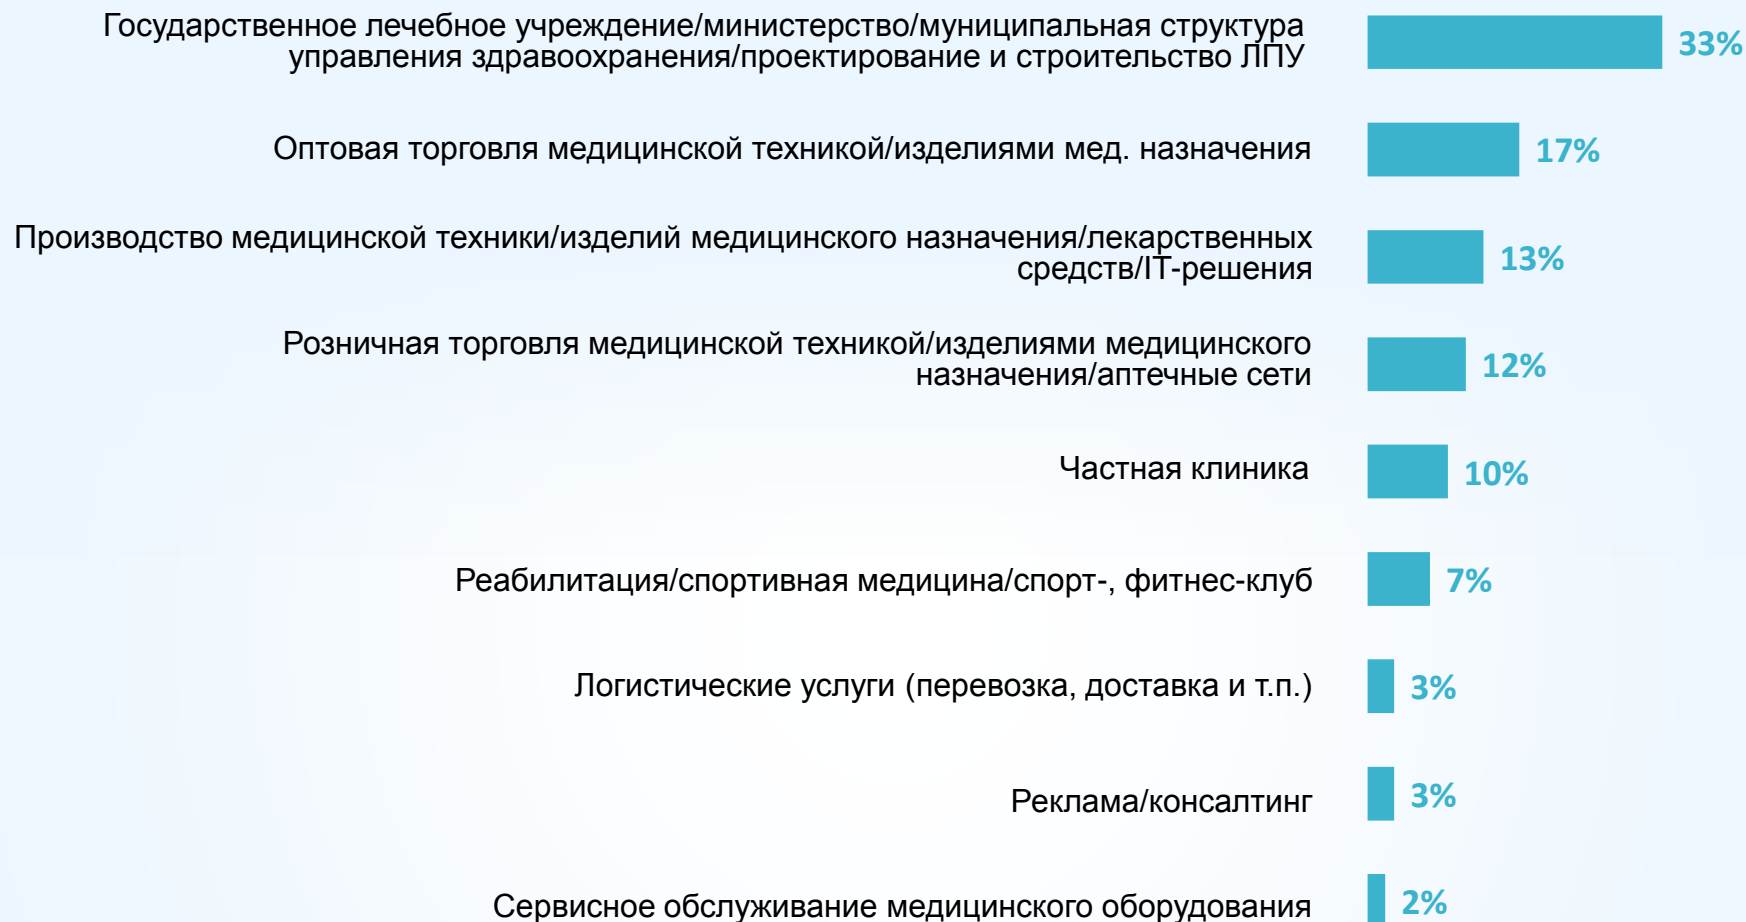 Государственное лечебное учреждение/министерство/муниципальная структура
управления здравоохранения/проектирование и строительство ЛПУ
33%
Оптовая торговля медицинской техникой/изделиями мед. назначения
17%
Производство медицинской техники/изделий медицинского назначения/лекарственных
средств/IT-решения
13%
Розничная торговля медицинской техникой/изделиями медицинского
назначения/аптечные сети
12%
Частная клиника
10%
Реабилитация/спортивная медицина/спорт-, фитнес-клуб
7%
Логистические услуги (перевозка, доставка и т.п.)
3%
Реклама/консалтинг
3%
Сервисное обслуживание медицинского оборудования
2%